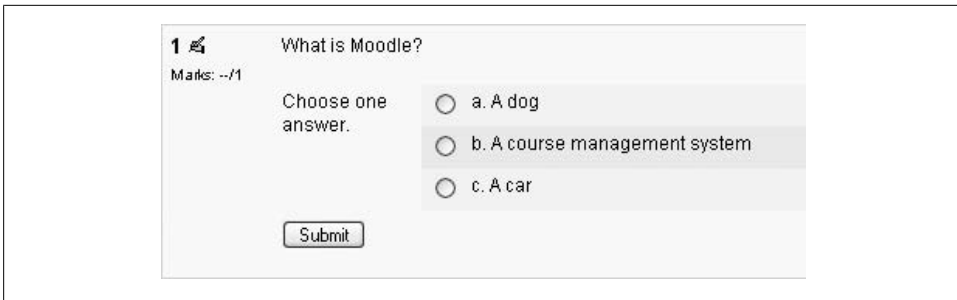 1 What is Moodle?
Marks: --/1
Choose one
answer.
a. A dog
b. A course management system
c. A car
Submit